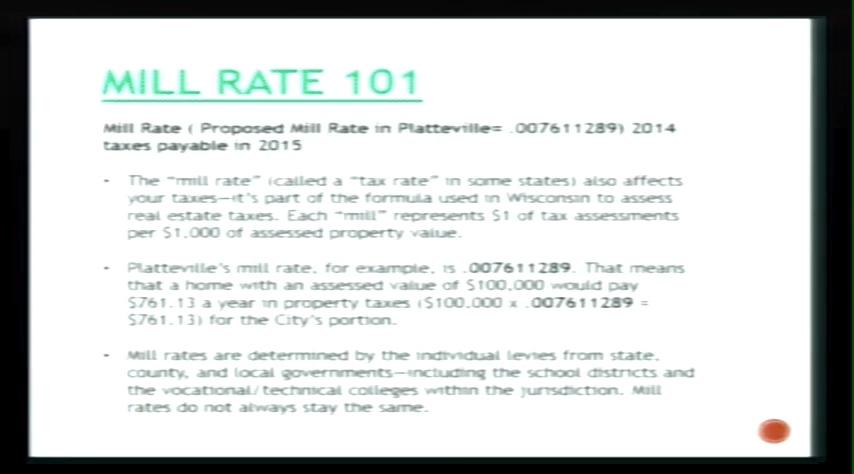 MILL RATE 101
Mill Rate ( Proposed Mill Rate in Platteville= .007611289) 2014
taxes payable in 2015
- The "mill rate" (called a "tax rate" in some states) also affects
your taxes—it's part of the formula used in Wisconsin to assess
real estate taxes. Each "mill" represents $1 of tax assessments
per $1,000 of assessed property value.
- Platteville's mill rate, for example, is .007611289. That means
that a home with an assessed value of $100,000 would pay
$761.13 a year in property taxes ($100,000 x .007611289 =
$761.13) for the City's portion.
- Mill rates are determined by the individual levies from state,
county, and local governments—including the school districts and
the vocational/technical colleges within the jurisdiction. Mill
rates do not always stay the same.